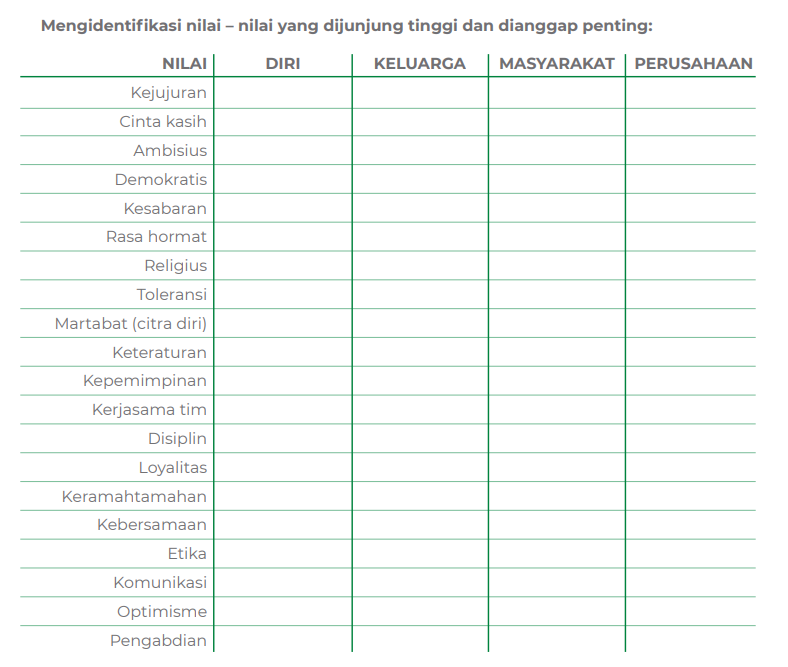 Mengidentifikasi nilai – nilai yang dijunjung tinggi dan dianggap penting:
NILAI DIRI KELUARGA MASYARAKAT PERUSAHAAN
Kejujuran
Cinta kasih
Ambisius
Demokratis
Kesabaran
Rasa hormat
Religius
Toleransi
Martabat (citra diri)
Keteraturan
Kepemimpinan
Kerjasama tim
Disiplin
Loyalitas
Keramahtamahan
Kebersamaan
Etika
Komunikasi
Optimisme
Pengabdian